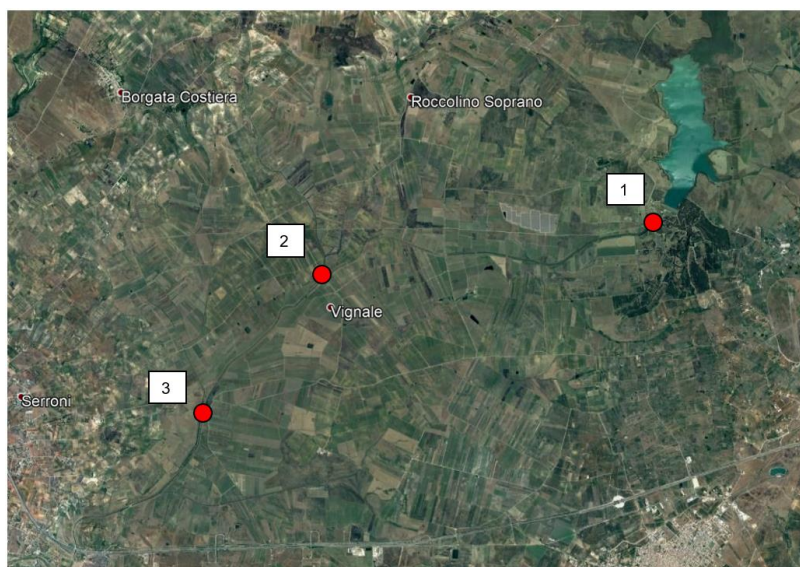 Borgata Costiera
Roccolino Soprano
1
2
Vignale
3
Serroni